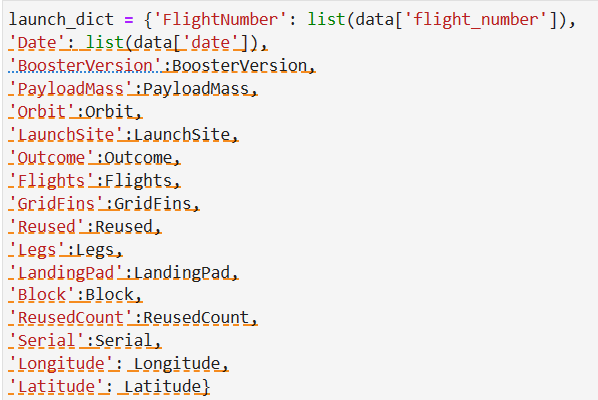 launch_dict = {'FlightNumber': list(data['flight_number']),
'Date': list(data['date']),
'BoosterVersion':BoosterVersion,
'PayloadMass':PayloadMass,
'Orbit':Orbit,
'LaunchSite':LaunchSite,
'Outcome':Outcome,
'Flights':Flights,
'GridFins':GridFins,
'Reused':Reused,
'Legs':Legs,
'LandingPad':LandingPad,
'Block':Block,
'ReusedCount':ReusedCount,
'Serial':Serial,
'Longitude': Longitude,
'Latitude': Latitude}